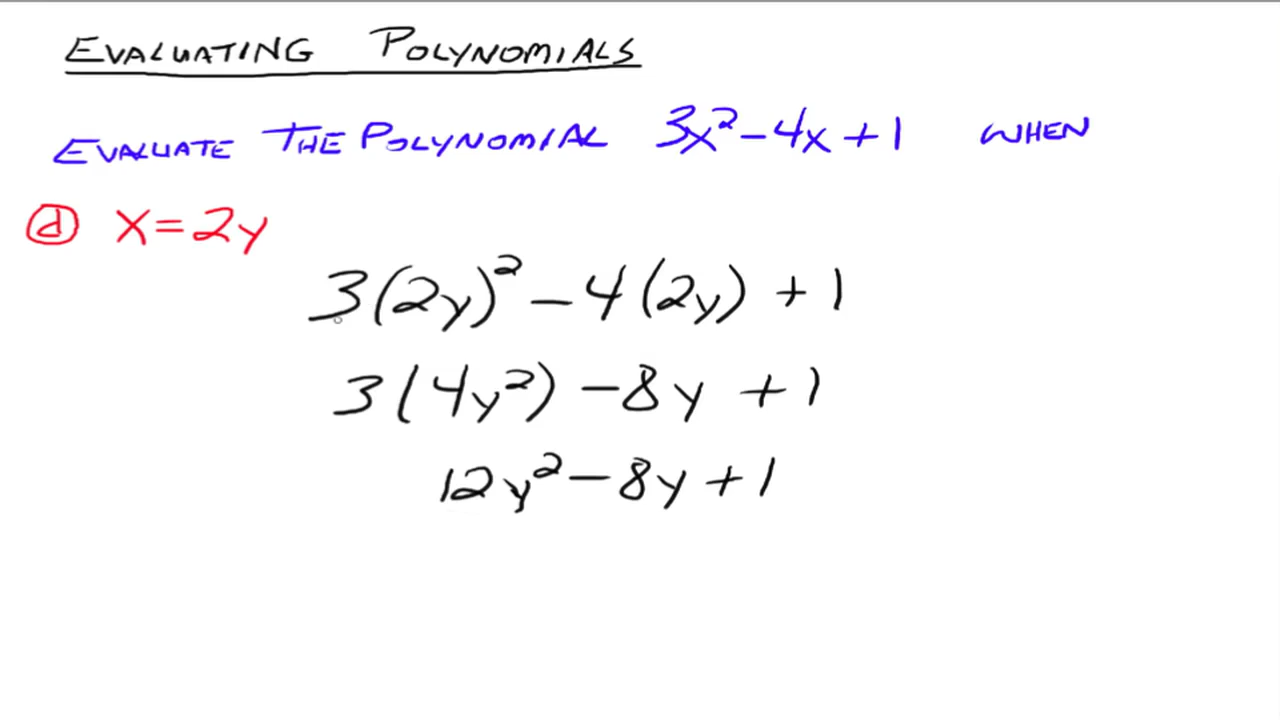 EVALUATING POLYNOMIALS
EVALUATE THE POLYNOMIAL 3x² - 4x + 1 WHEN
ⓓ x = 2y
3(2y)² - 4(2y) + 1
3(4y²) - 8y + 1
12y² - 8y + 1